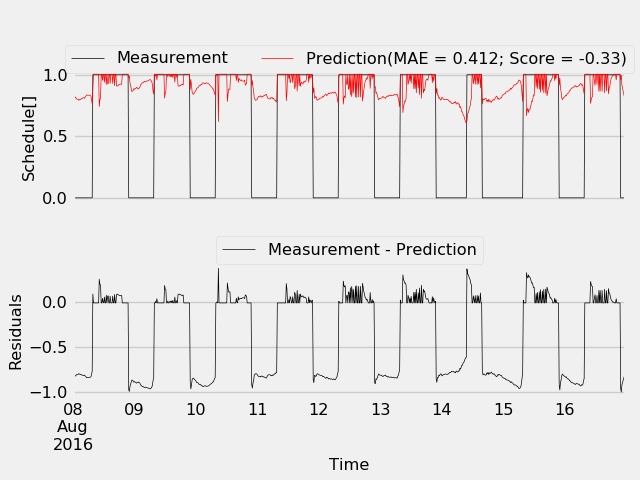 Measurement
Prediction(MAE = 0.412; Score = -0.33)
1.0
0.5
0.0
Schedule[]
Measurement - Prediction
0.0
−0.5
−1.0
Residuals
08 09 10 11 12 13 14 15 16
Aug
2016
Time